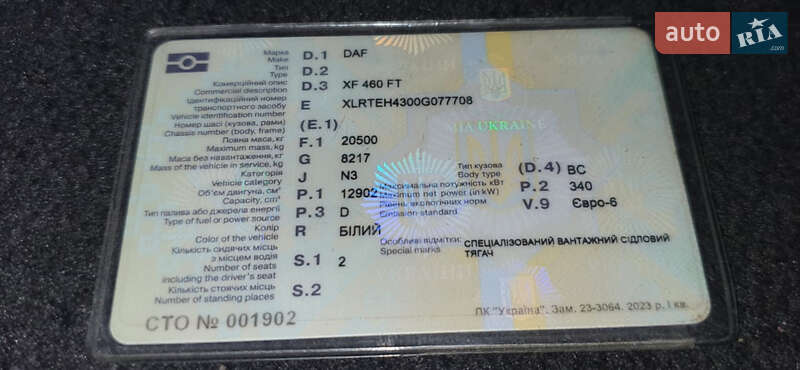 auto RIA.com
Марка D.1 DAF
Make
Тип D.2
Type
Комерційний опис D.3 XF 460 FT
Commercial description
Ідентифікаційний номер
транспортного засобу E XLRTEH4300G077708
Vehicle identification number
Номер шасі (кузова, рами) (E.1)
Chassis number (body, frame)
Повна маса, кг F.1 20500
Maximum mass, kg
Маса без навантаження, кг G 8217
Mass of the vehicle in service, kg
Категорія J N3
Vehicle category
Об'єм двигуна, см³ P.1 12902
Capacity, cm³
Тип палива або джерела енергії P.3 D
Type of fuel or power source
Колір R БІЛИЙ
Color of the vehicle
Кількість сидячих місць
з місцем водія S.1 2
Number of seats
including the driver's seat
Кількість стоячих місць S.2
Number of standing places
MIA UKRAINE
Тип кузова (D.4) BC
Body type
Максимальна потужність кВт P.2 340
Maximum net power (in kW)
Рівень екологічних норм V.9 Євро-6
Emission standard
Особливі відмітки: СПЕЦІАЛІЗОВАНИЙ ВАНТАЖНИЙ СІДЛОВИЙ
Special marks ТЯГАЧ
СТО № 001902
ПК "Україна". Зам. 23-3064. 2023 р. І кв.